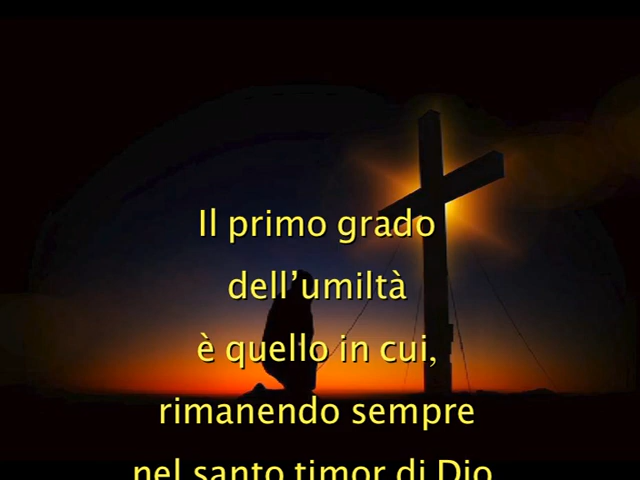 Il primo grado
dell’umiltà
è quello in cui,
rimanendo sempre
nel santo timor di Dio